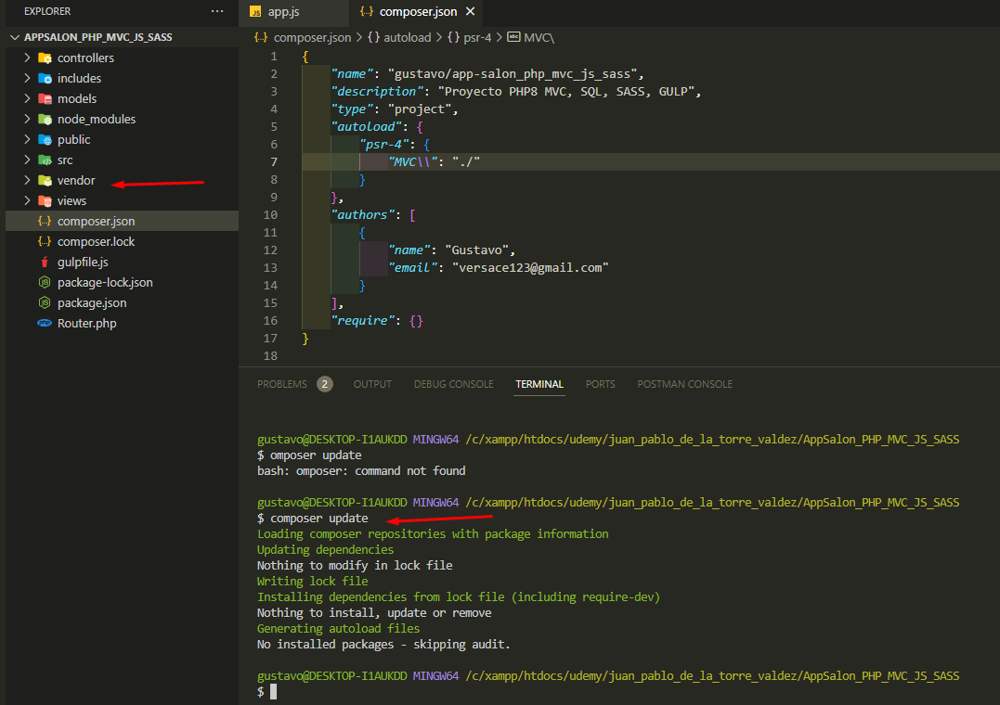 EXPLORER
···
APPSALON_PHP_MVC_JS_SASS
controllers
includes
models
node_modules
public
src
vendor
views
composer.json
composer.lock
gulpfile.js
package-lock.json
package.json
Router.php
JS app.js
{..} composer.json ×
{..} composer.json > {} autoload > {} psr-4 > abc MVC\
1 {
2 "name": "gustavo/app-salon_php_mvc_js_sass",
3 "description": "Proyecto PHP8 MVC, SQL, SASS, GULP",
4 "type": "project",
5 "autoload": {
6 "psr-4": {
7 "MVC\\": "./"
8 }
9 },
10 "authors": [
11 {
12 "name": "Gustavo",
13 "email": "versace123@gmail.com"
14 }
15 ],
16 "require": {}
17 }
18
PROBLEMS 2 OUTPUT DEBUG CONSOLE TERMINAL PORTS POSTMAN CONSOLE
gustavo@DESKTOP-I1AUKDD MINGW64 /c/xampp/htdocs/udemy/juan_pablo_de_la_torre_valdez/AppSalon_PHP_MVC_JS_SASS
$ omposer update
bash: omposer: command not found
gustavo@DESKTOP-I1AUKDD MINGW64 /c/xampp/htdocs/udemy/juan_pablo_de_la_torre_valdez/AppSalon_PHP_MVC_JS_SASS
$ composer update
Loading composer repositories with package information
Updating dependencies
Nothing to modify in lock file
Writing lock file
Installing dependencies from lock file (including require-dev)
Nothing to install, update or remove
Generating autoload files
No installed packages - skipping audit.
gustavo@DESKTOP-I1AUKDD MINGW64 /c/xampp/htdocs/udemy/juan_pablo_de_la_torre_valdez/AppSalon_PHP_MVC_JS_SASS
$